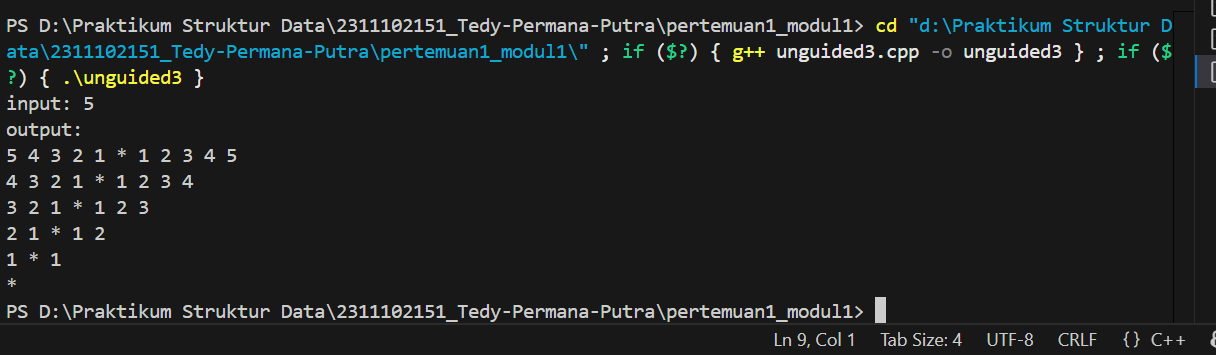 PS D:\Praktikum Struktur Data\2311102151_Tedy-Permana-Putra\pertemuan1_modul1> cd "d:\Praktikum Struktur D
ata\2311102151_Tedy-Permana-Putra\pertemuan1_modul1\" ; if ($?) { g++ unguided3.cpp -o unguided3 } ; if ($
?) { .\unguided3 }
input: 5
output:
5 4 3 2 1 * 1 2 3 4 5
4 3 2 1 * 1 2 3 4
3 2 1 * 1 2 3
2 1 * 1 2
1 * 1
*
PS D:\Praktikum Struktur Data\2311102151_Tedy-Permana-Putra\pertemuan1_modul1>
Ln 9, Col 1 Tab Size: 4 UTF-8 CRLF {} C++